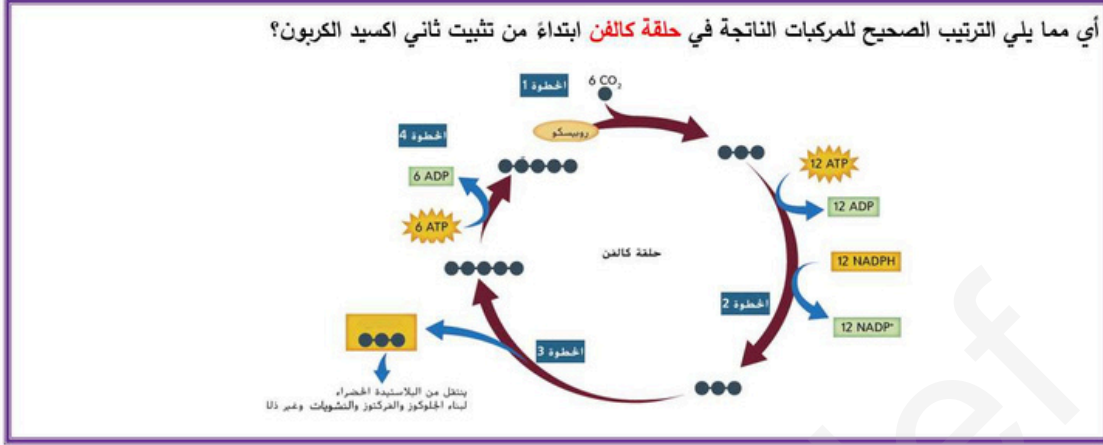 أي مما يلي الترتيب الصحيح للمركبات الناتجة في حلقة كالفن ابتداءً من تثبيت ثاني اكسيد الكربون؟
الخطوة 1
6 CO₂
روبيسكو
الخطوة 4
12 ATP
6 ADP
12 ADP
6 ATP
حلقة كالفن
12 NADPH
الخطوة 2
12 NADP⁺
الخطوة 3
ينتقل من البلاستيدة الخضراء
لبناء الجلوكوز والفركتوز والنشويات وغير ذلك